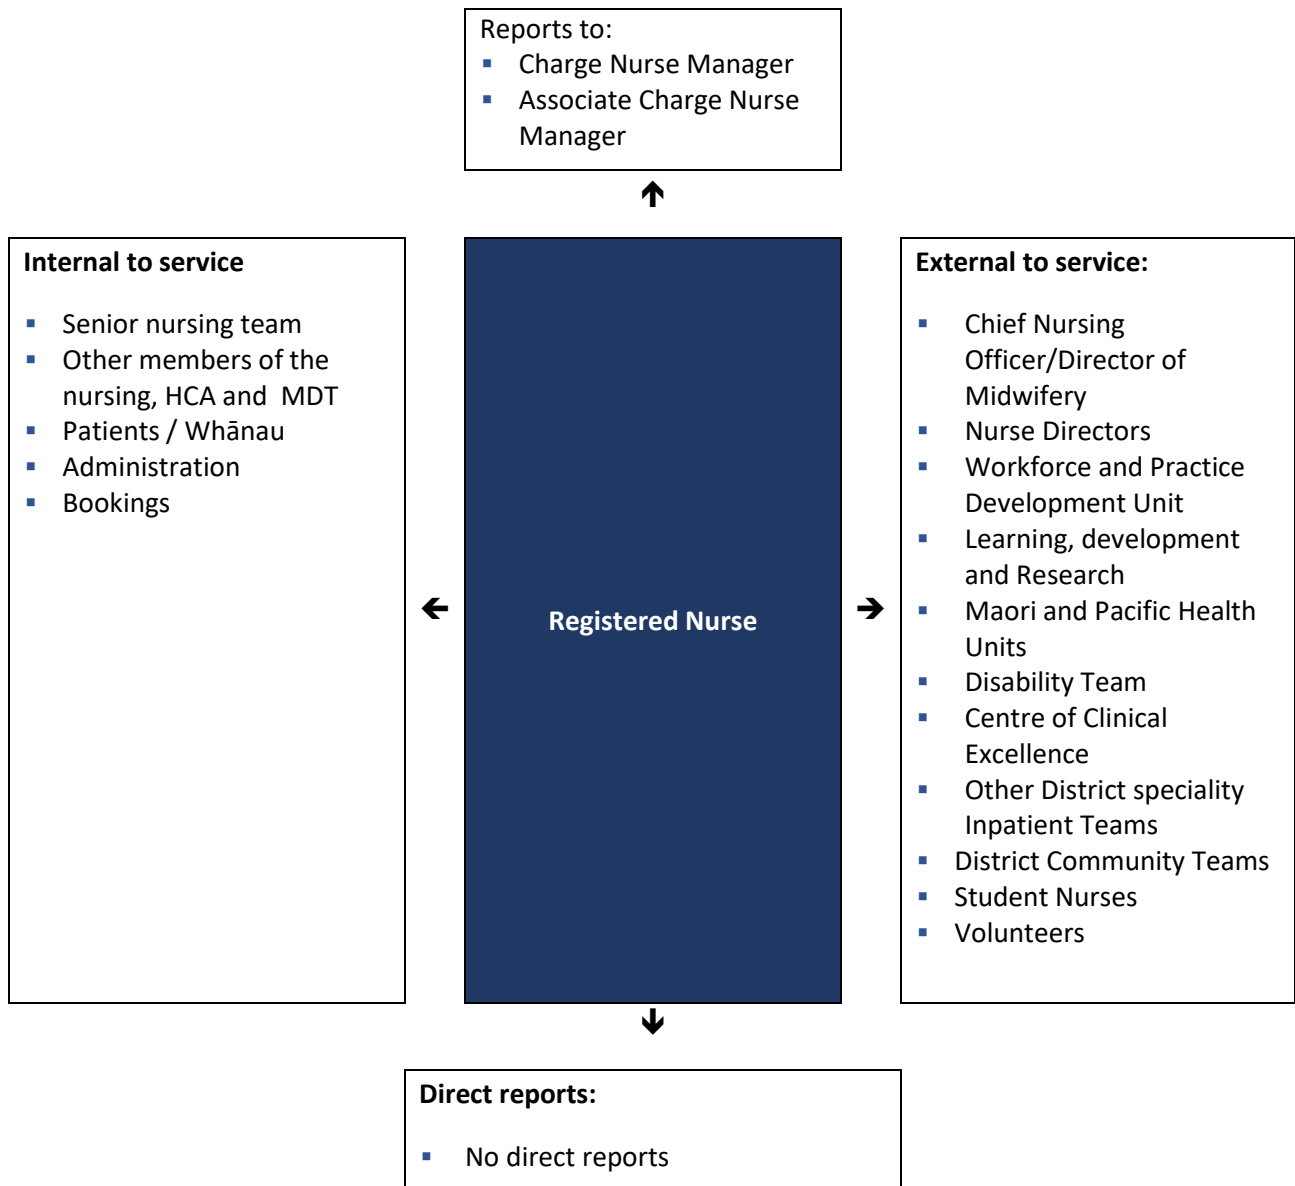 Reports to:
▪ Charge Nurse Manager
▪ Associate Charge Nurse
Manager
Internal to service
▪ Senior nursing team
▪ Other members of the
nursing, HCA and  MDT
▪ Patients / Whānau
▪ Administration
▪ Bookings
Registered Nurse
External to service:
▪ Chief Nursing
Officer/Director of
Midwifery
▪ Nurse Directors
▪ Workforce and Practice
Development Unit
▪ Learning, development
and Research
▪ Maori and Pacific Health
Units
▪ Disability Team
▪ Centre of Clinical
Excellence
▪ Other District speciality
Inpatient Teams
▪ District Community Teams
▪ Student Nurses
▪ Volunteers
Direct reports:
▪ No direct reports